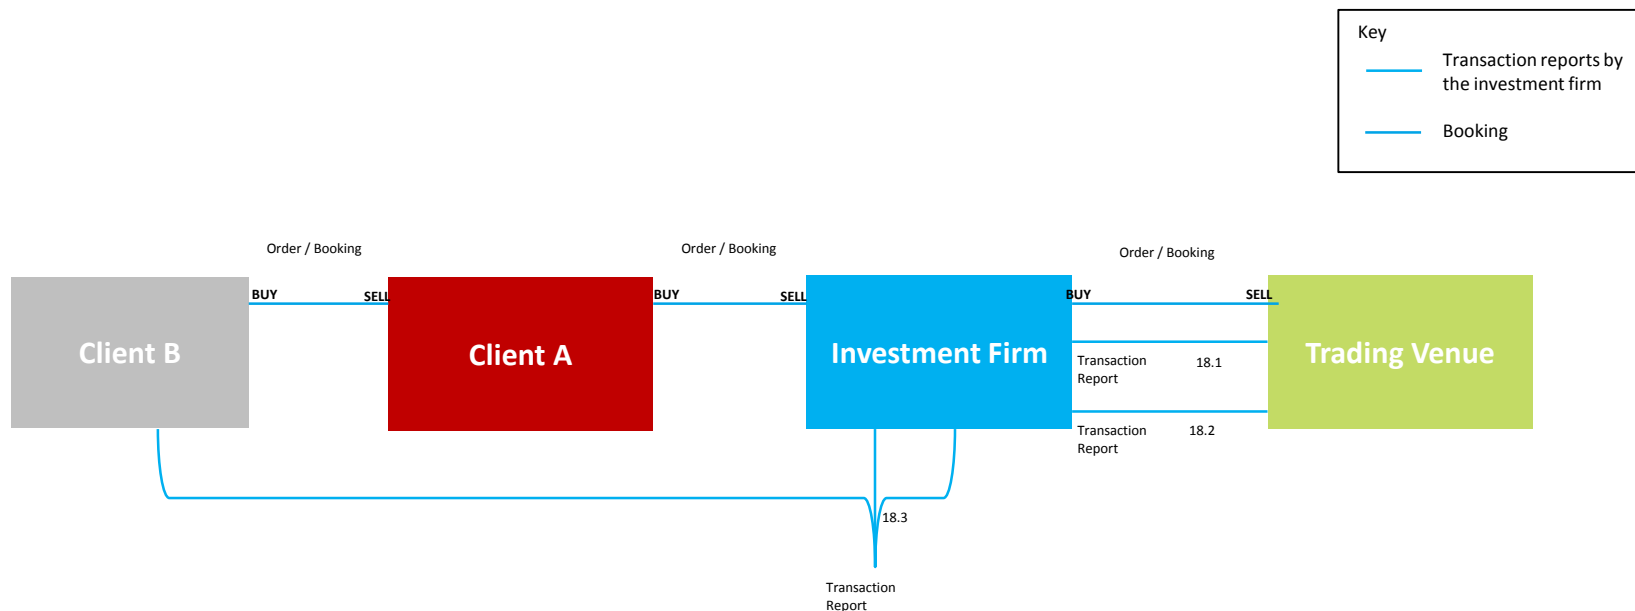 Key
Transaction reports by
the investment firm
Booking
Order / Booking
Order / Booking
Order / Booking
BUY
SELL
BUY
SELL
BUY
SELL
Client B
Client A
Investment Firm
Trading Venue
Transaction
Report
18.1
Transaction
Report
18.2
18.3
Transaction
Report